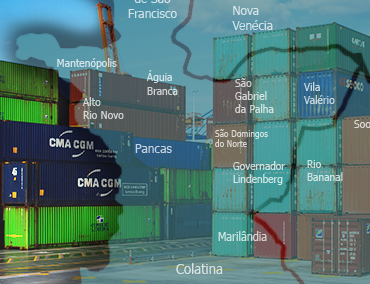 de São
Francisco
Nova
Venécia
Mantenópolis
Águia
Branca
Alto
Rio Novo
São
Gabriel
da Palha
Vila
Valério
Soo
São Domingos
do Norte
CMA CGM
Pancas
CMA CGM
Governador
Lindenberg
Rio
Bananal
Marilândia
Colatina